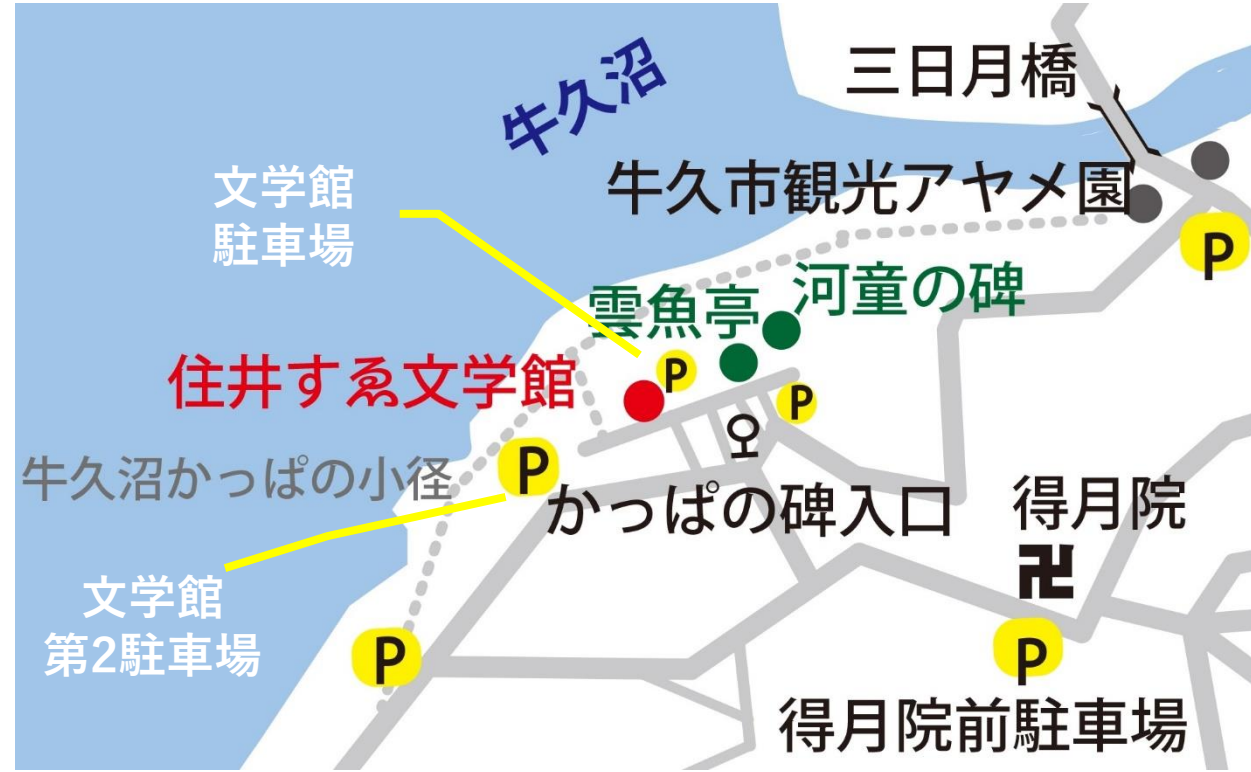 牛久沼
三日月橋
牛久市観光アヤメ園
文学館
駐車場
P
河童の碑
雲魚亭
住井すゑ文学館
P
P
牛久沼かっぱの小径
P
かっぱの碑入口
得月院
卍
文学館
第2駐車場
P
P
得月院前駐車場